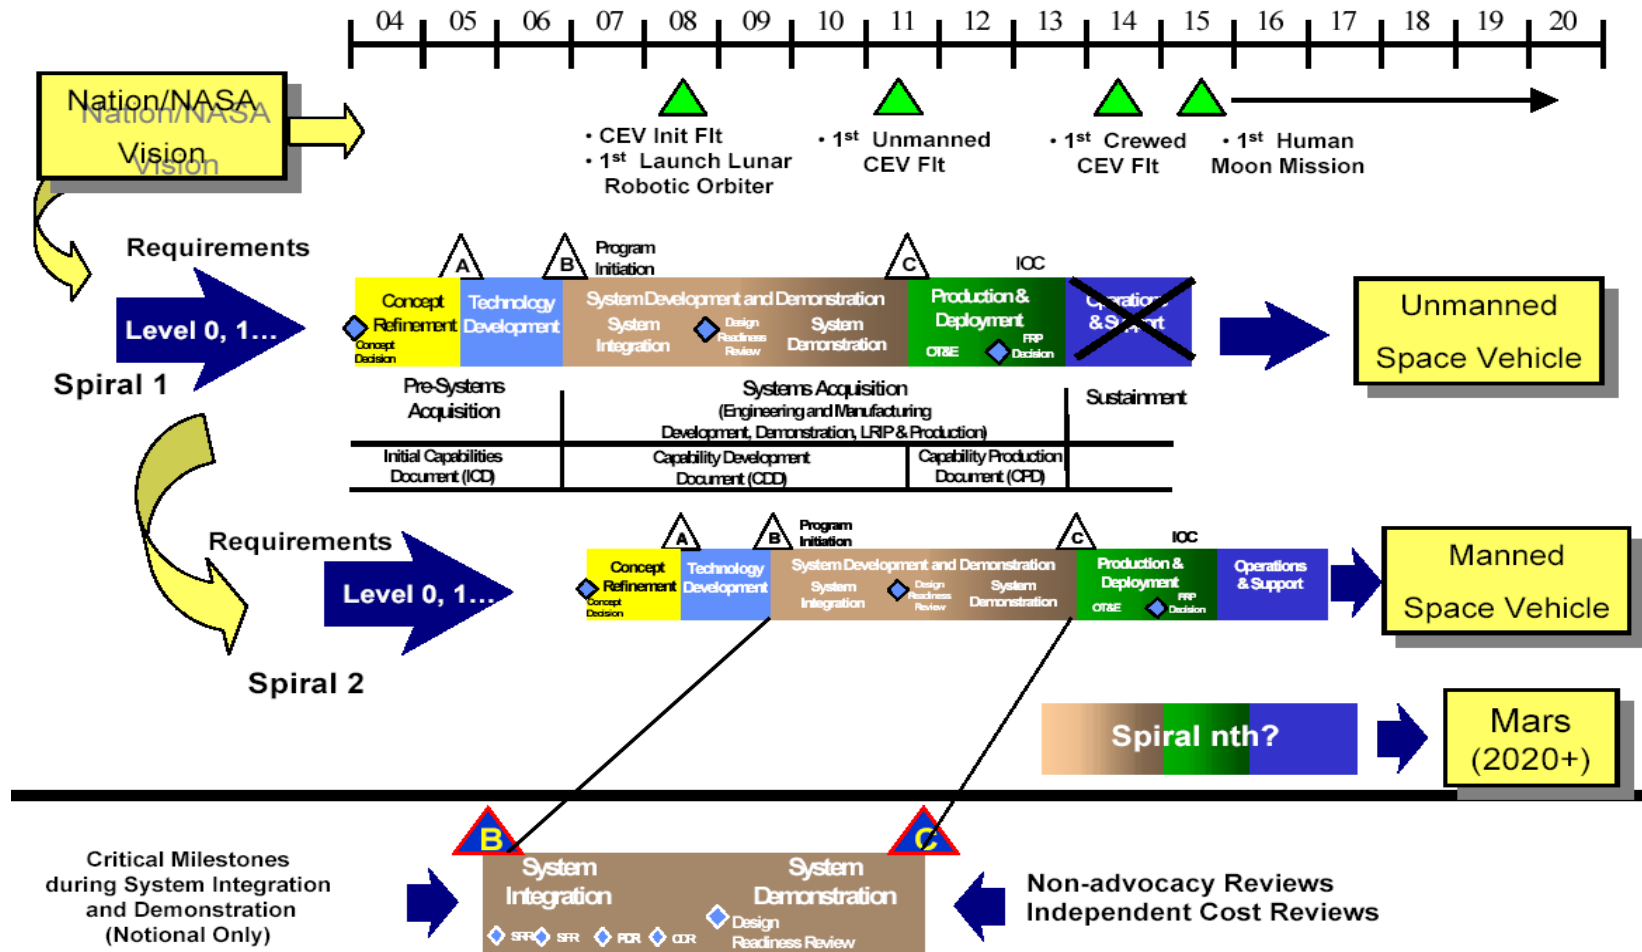 04 05 06 07 08 09 10 11 12 13 14 15 16 17 18 19 20
Nation/NASA
Vision
• CEV Init Flt
• 1st Launch Lunar
Robotic Orbiter
• 1st Unmanned
CEV Flt
• 1st Crewed
CEV Flt
• 1st Human
Moon Mission
Requirements
Level 0, 1...
Spiral 1
A
B
Program
Initiation
C
IOC
Concept
Refinement
Concept
Decision
Technology
Development
System Development and Demonstration
System
Integration
Design
Readiness
Review
System
Demonstration
Production &
Deployment
OT&E
FRP
Decision
Operations
& Support
Unmanned
Space Vehicle
Pre-Systems
Acquisition
Systems Acquisition
(Engineering and Manufacturing
Development, Demonstration, LRIP & Production)
Sustainment
Initial Capabilities
Document (ICD)
Capability Development
Document (CDD)
Capability Production
Document (CPD)
Requirements
Level 0, 1...
Spiral 2
A
B
Program
Initiation
C
IOC
Concept
Refinement
Concept
Decision
Technology
Development
System Development and Demonstration
System
Integration
Design
Readiness
Review
System
Demonstration
Production &
Deployment
OT&E
FRP
Decision
Operations
& Support
Manned
Space Vehicle
Spiral nth?
Mars
(2020+)
Critical Milestones
during System Integration
and Demonstration
(Notional Only)
B
C
System
Integration
System
Demonstration
SRR
SFR
PDR
CDR
Design
Readiness Review
Non-advocacy Reviews
Independent Cost Reviews